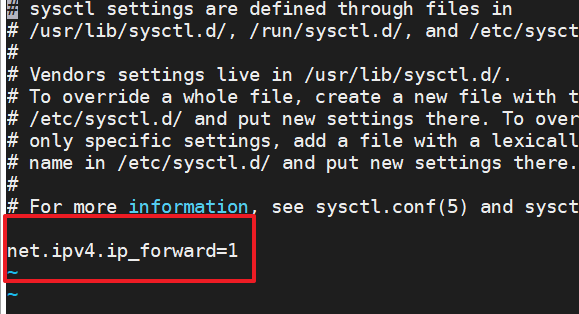 # sysctl settings are defined through files in
# /usr/lib/sysctl.d/, /run/sysctl.d/, and /etc/sysct
#
# Vendors settings live in /usr/lib/sysctl.d/.
# To override a whole file, create a new file with t
# /etc/sysctl.d/ and put new settings there. To over
# only specific settings, add a file with a lexicall
# name in /etc/sysctl.d/ and put new settings there.
#
# For more information, see sysctl.conf(5) and sysct
net.ipv4.ip_forward=1
~
~